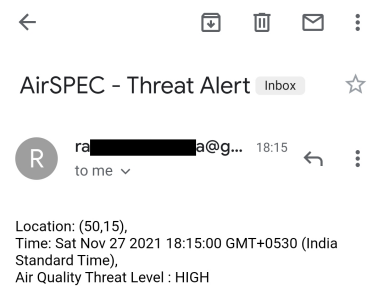 AirSPEC - Threat Alert Inbox
R
ra a@g... 18:15
to me
Location: (50,15),
Time: Sat Nov 27 2021 18:15:00 GMT+0530 (India
Standard Time),
Air Quality Threat Level : HIGH